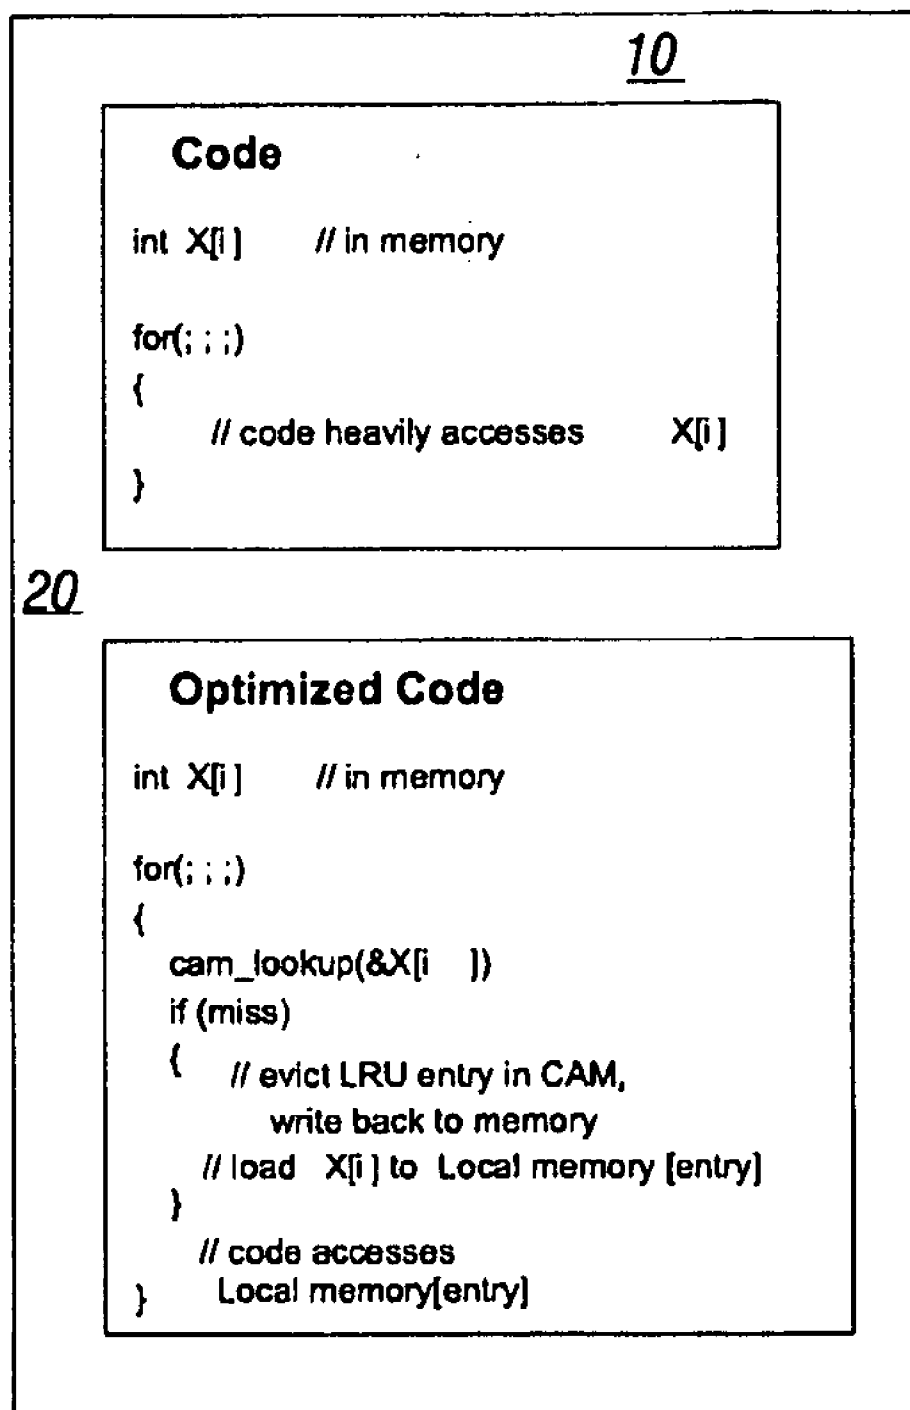 10
Code
int X[i] // in memory
for(; ; ;)
{
// code heavily accesses X[i]
}
20
Optimized Code
int X[i] // in memory
for(; ; ;)
{
cam_lookup(&X[i ])
if (miss)
{
// evict LRU entry in CAM,
write back to memory
// load X[i] to Local memory [entry]
}
// code accesses
Local memory[entry]
}